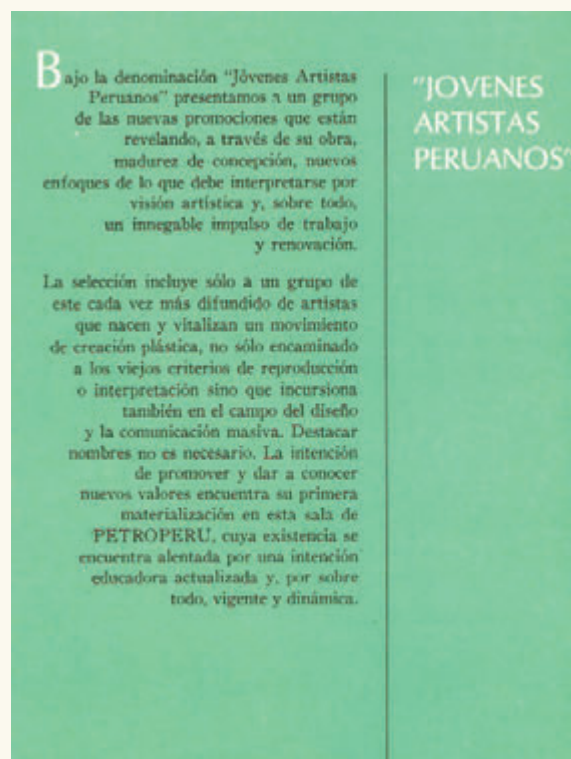 Bajo la denominación "Jóvenes Artistas
Peruanos" presentamos a un grupo
de las nuevas promociones que están
revelando, a través de su obra,
madurez de concepción, nuevos
enfoques de lo que debe interpretarse por
visión artística y, sobre todo,
un innegable impulso de trabajo
y renovación.
La selección incluye sólo a un grupo de
este cada vez más difundido de artistas
que nacen y vitalizan un movimiento
de creación plástica, no sólo encaminado
a los viejos criterios de reproducción
o interpretación sino que incursiona
también en el campo del diseño
y la comunicación masiva. Destacar
nombres no es necesario. La intención
de promover y dar a conocer
nuevos valores encuentra su primera
materialización en esta sala de
PETROPERU, cuya existencia se
encuentra alentada por una intención
educadora actualizada y, por sobre
todo, vigente y dinámica.
"JOVENES
ARTISTAS
PERUANOS"